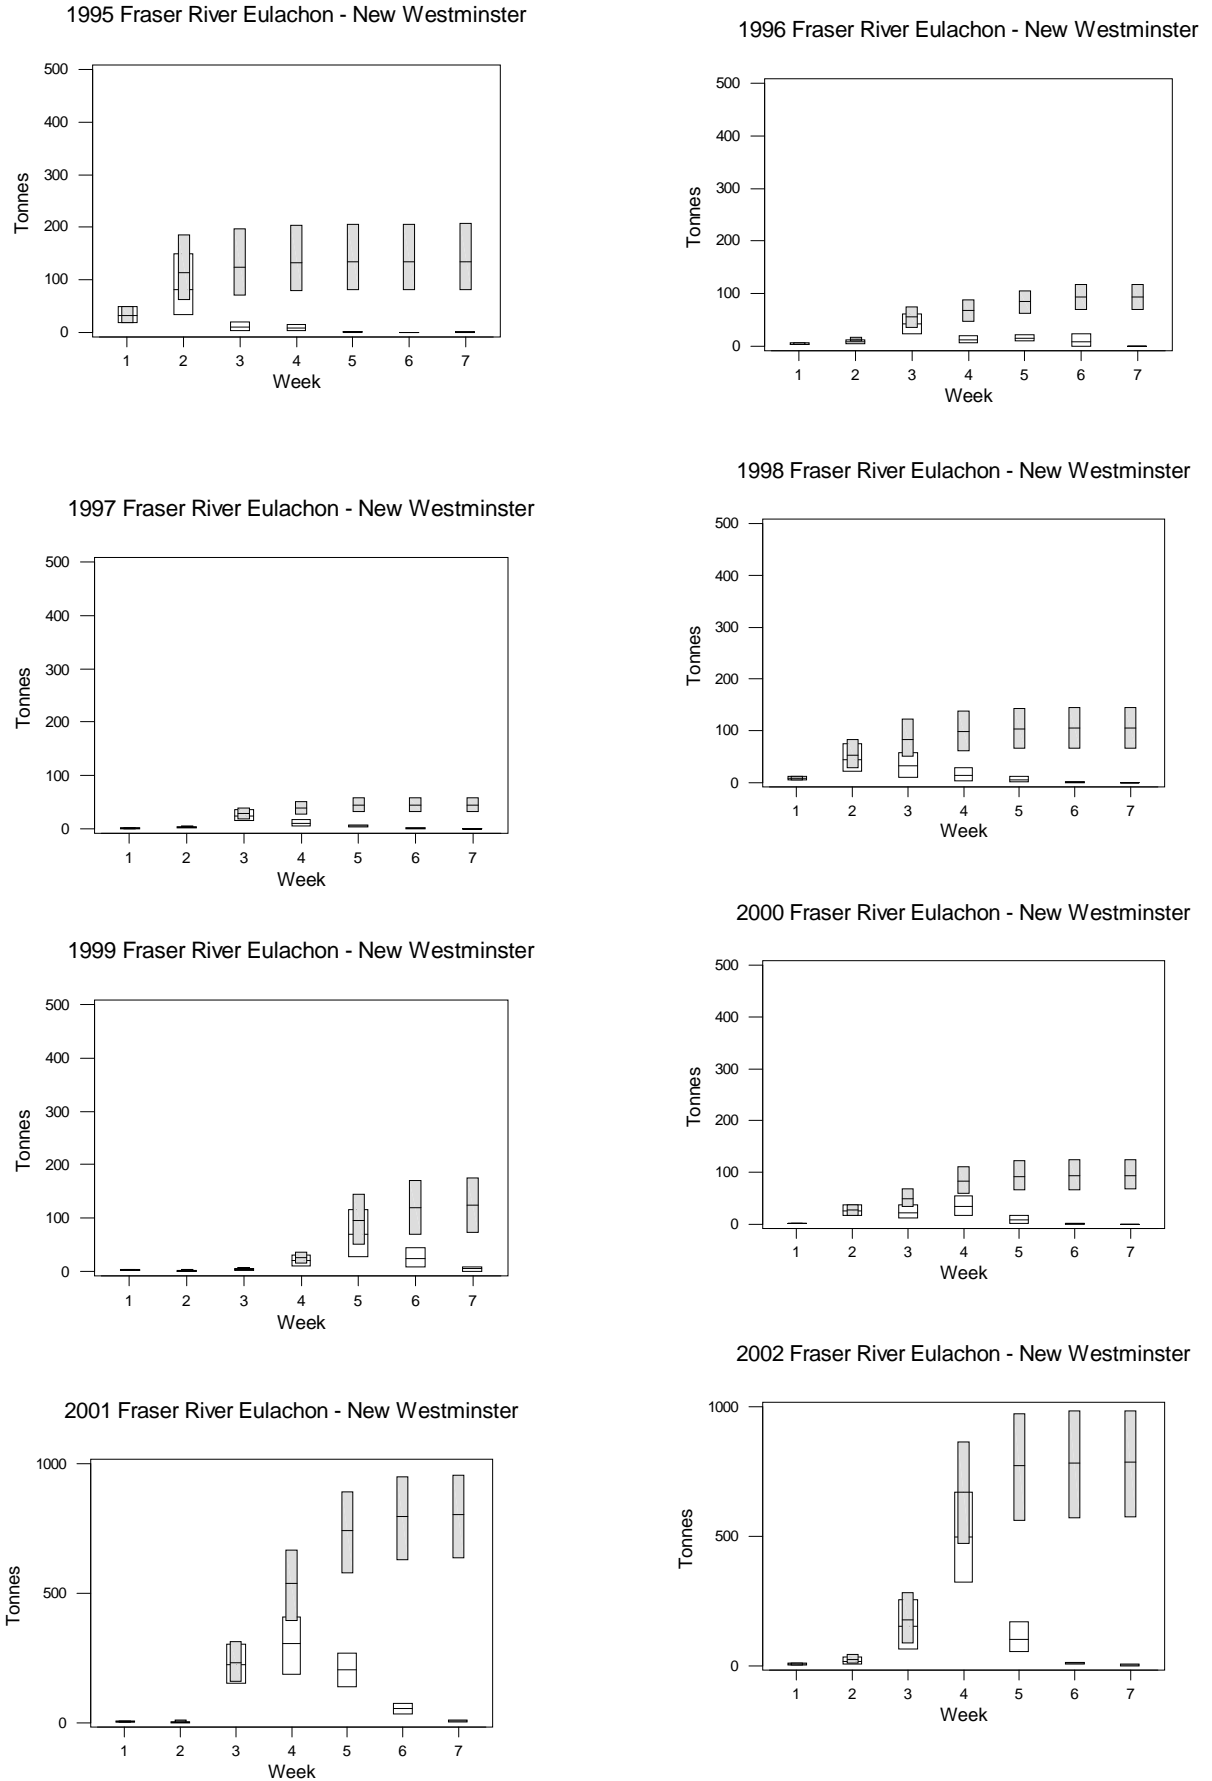 1995 Fraser River Eulachon - New Westminster
500
400
300
200
100
0
Tonnes
1 2 3 4 5 6 7
Week
1996 Fraser River Eulachon - New Westminster
500
400
300
200
100
0
Tonnes
1 2 3 4 5 6 7
Week
1997 Fraser River Eulachon - New Westminster
500
400
300
200
100
0
Tonnes
1 2 3 4 5 6 7
Week
1998 Fraser River Eulachon - New Westminster
500
400
300
200
100
0
Tonnes
1 2 3 4 5 6 7
Week
1999 Fraser River Eulachon - New Westminster
500
400
300
200
100
0
Tonnes
1 2 3 4 5 6 7
Week
2000 Fraser River Eulachon - New Westminster
500
400
300
200
100
0
Tonnes
1 2 3 4 5 6 7
Week
2001 Fraser River Eulachon - New Westminster
1000
500
0
Tonnes
1 2 3 4 5 6 7
Week
2002 Fraser River Eulachon - New Westminster
1000
500
0
Tonnes
1 2 3 4 5 6 7
Week